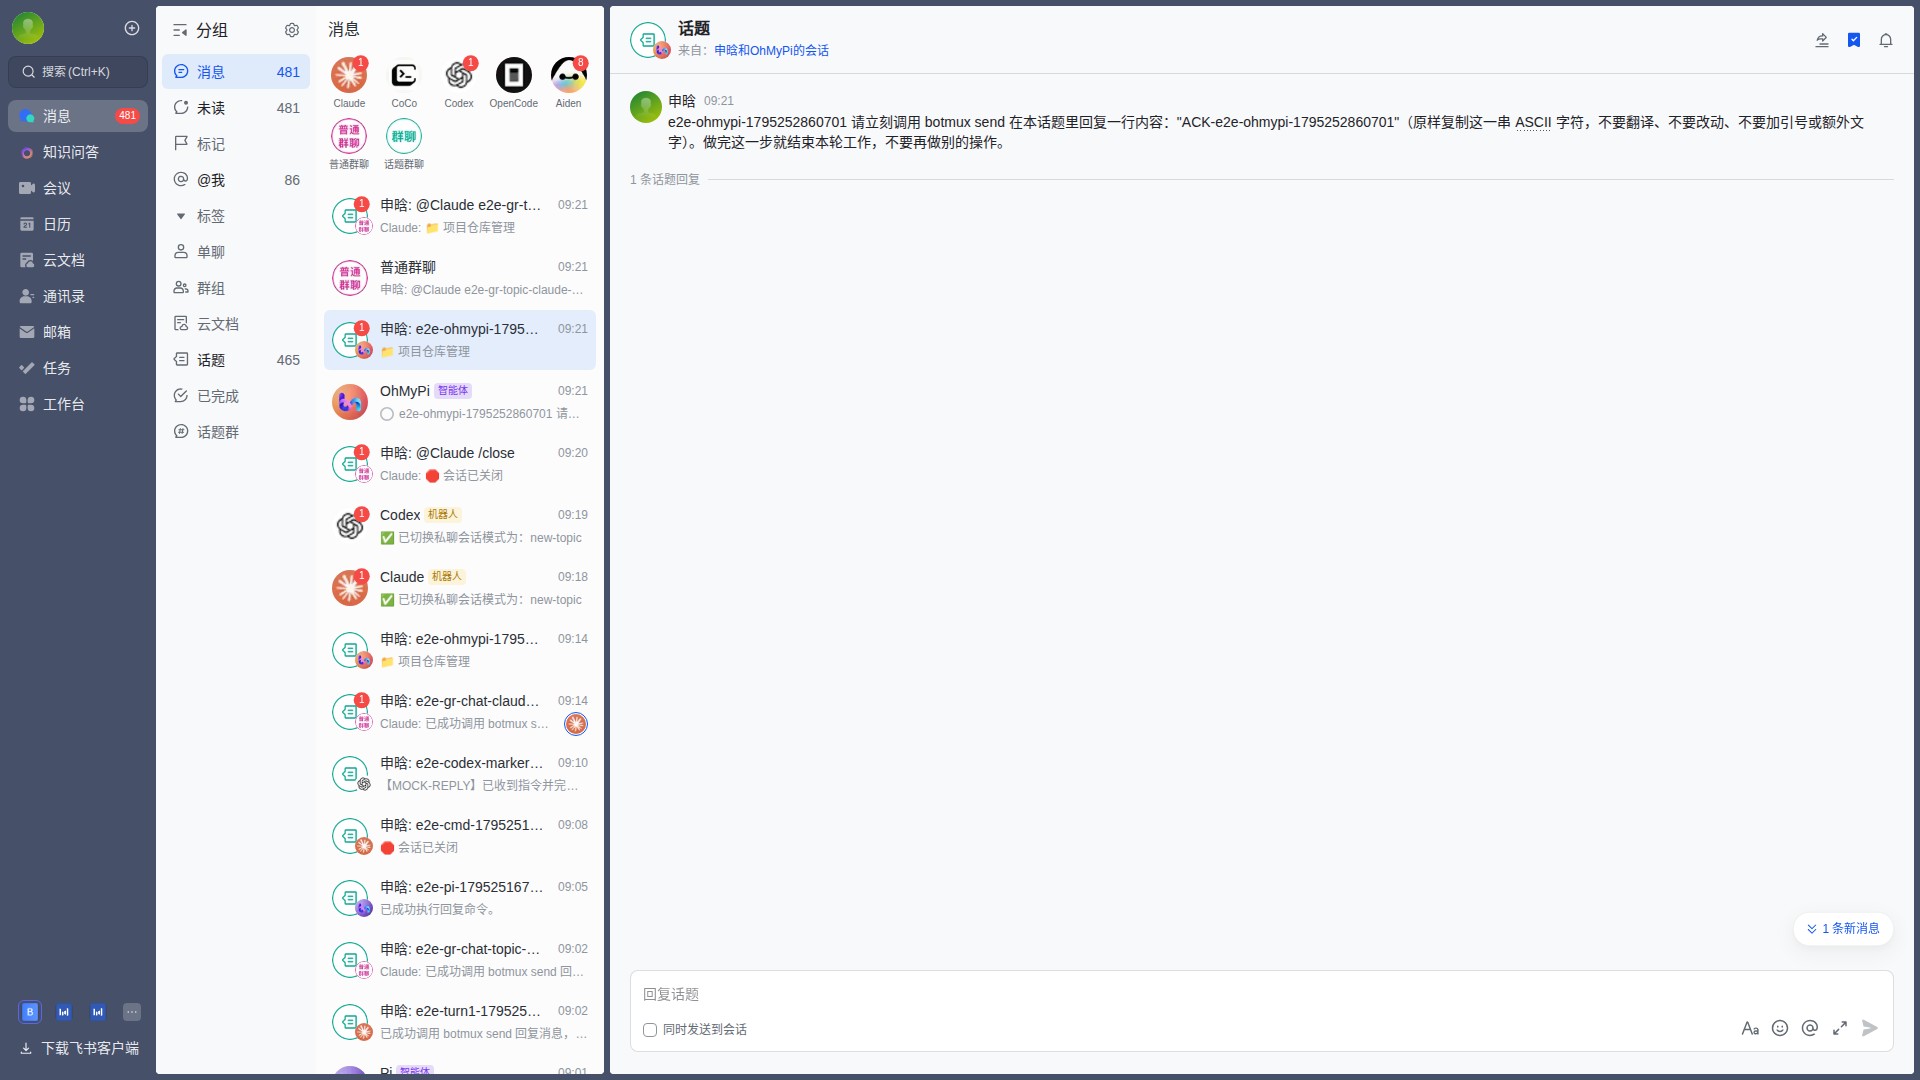 搜索 (Ctrl+K)
消息 481
知识问答
会议
日历
云文档
通讯录
邮箱
任务
工作台
下载飞书客户端
分组
消息 481
未读 481
标记
@我 86
标签
单聊
群组
云文档
话题 465
已完成
话题群
消息
1 1 8
Claude CoCo Codex OpenCode Aiden
普通群聊 群聊
普通群聊 话题群聊
申晗: @Claude e2e-gr-t… 09:21
Claude: 📁 项目仓库管理
普通群聊 09:21
申晗: @Claude e2e-gr-topic-claude-…
申晗: e2e-ohmypi-1795… 09:21
📁 项目仓库管理
OhMyPi 智能体 09:21
e2e-ohmypi-1795252860701 请…
申晗: @Claude /close 09:20
Claude: 🛑 会话已关闭
Codex 机器人 09:19
✅ 已切换私聊会话模式为：new-topic
Claude 机器人 09:18
✅ 已切换私聊会话模式为：new-topic
申晗: e2e-ohmypi-1795… 09:14
📁 项目仓库管理
申晗: e2e-gr-chat-claud… 09:14
Claude: 已成功调用 botmux s…
申晗: e2e-codex-marker… 09:10
【MOCK-REPLY】已收到指令并完…
申晗: e2e-cmd-1795251… 09:08
🛑 会话已关闭
申晗: e2e-pi-179525167… 09:05
已成功执行回复命令。
申晗: e2e-gr-chat-topic-… 09:02
Claude: 已成功调用 botmux send 回…
申晗: e2e-turn1-179525… 09:02
已成功调用 botmux send 回复消息，…
Pi 智能体 09:01
话题
来自：申晗和OhMyPi的会话
申晗 09:21
e2e-ohmypi-1795252860701 请立刻调用 botmux send 在本话题里回复一行内容："ACK-e2e-ohmypi-1795252860701"（原样复制这一串 ASCII 字符，不要翻译、不要改动、不要加引号或额外文
字）。做完这一步就结束本轮工作，不要再做别的操作。
1 条话题回复
1 条新消息
回复话题
同时发送到会话